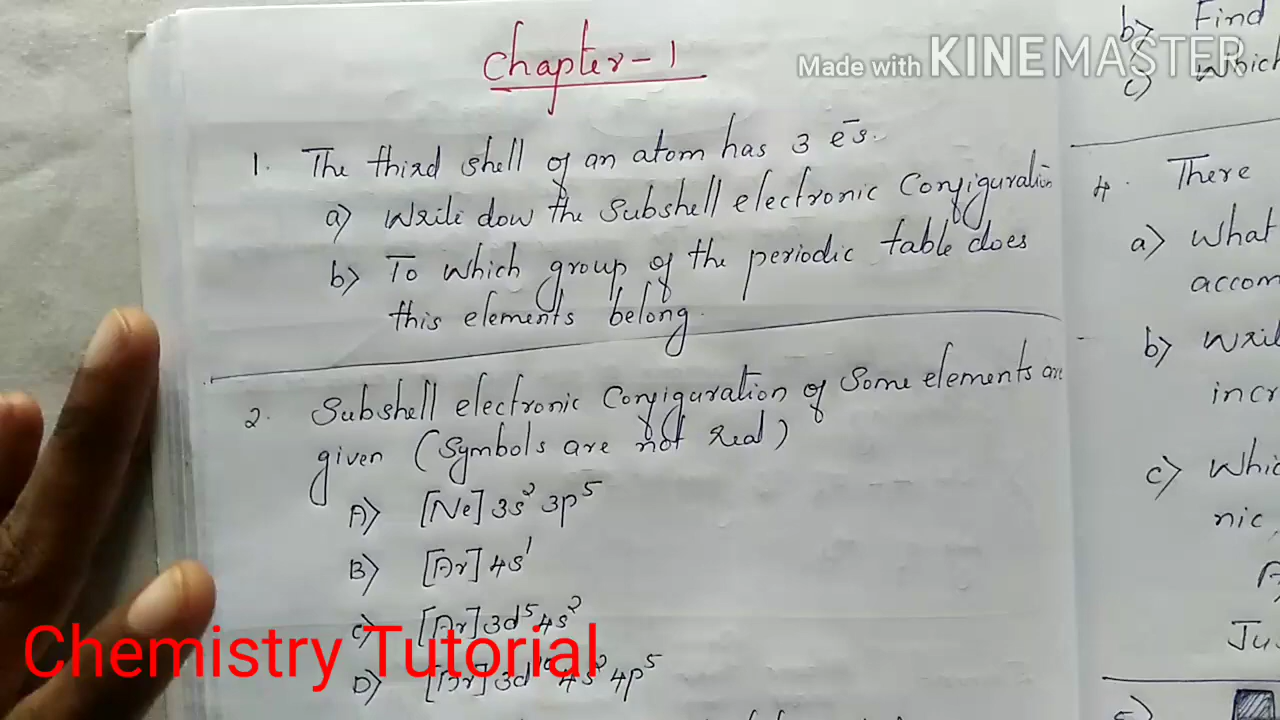 Chapter-1
Made with KINEMASTER
1. The third shell of an atom has 3 e̅s.
a) Write dow the Subshell electronic Configuration
b) To which group of the periodic table does
this elements belong.
2. Subshell electronic Configuration of Some elements are
given (Symbols are not real)
A) [Ne] 3s² 3p⁵
B) [Ar] 4s¹
C) [Ar] 3d⁵ 4s²
D) [Ar] 3d¹⁰ 4s² 4p⁵
b) Find
c) Which
4. There
a) What
accom
b) Write
incr
c) Whic
nic,
A
Ju
5)
Chemistry Tutorial